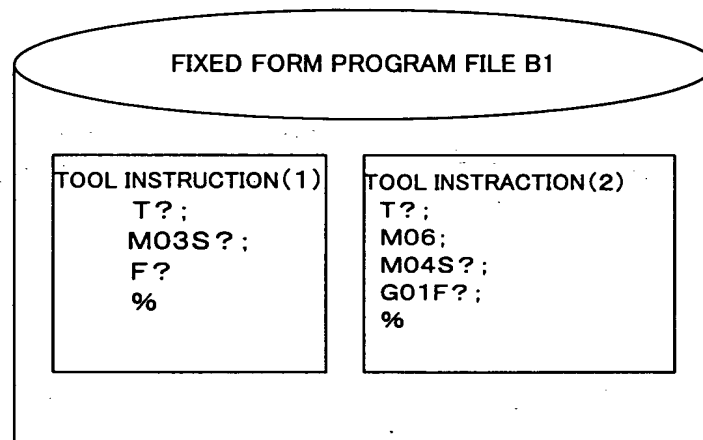 FIXED FORM PROGRAM FILE B1
TOOL INSTRUCTION(1)
T?;
M03S?;
F?
%
TOOL INSTRACTION(2)
T?;
M06;
M04S?;
G01F?;
%